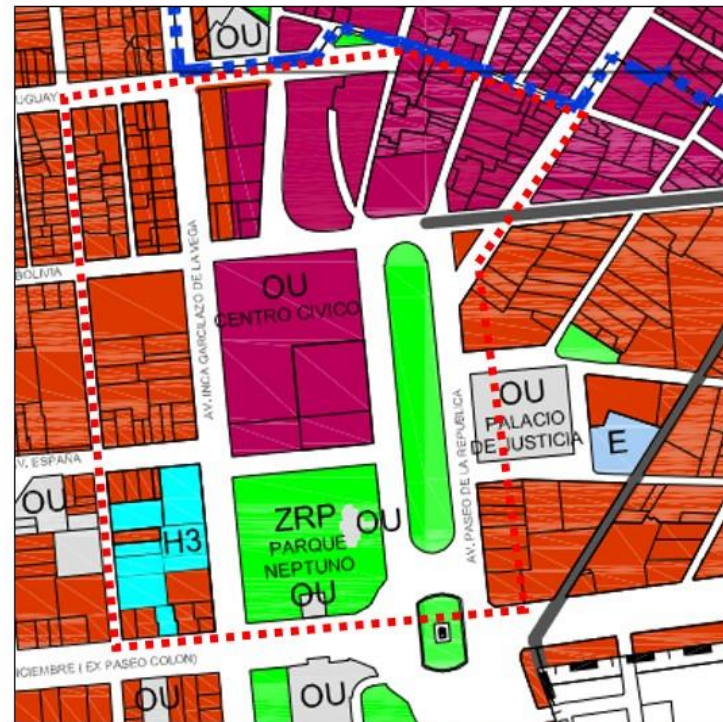 OU
UGUAY
AV. INCA GARCILAZO DE LA VEGA
BOLIVIA
OU
CENTRO CIVICO
AV. PASEO DE LA REPUBLICA
OU
PALACIO
DE JUSTICIA
E
V. ESPAÑA
OU
H3
ZRP
OU
PARQUE
NEPTUNO
OU
ICIEMBRE ( EX PASEO COLON)
OU
OU